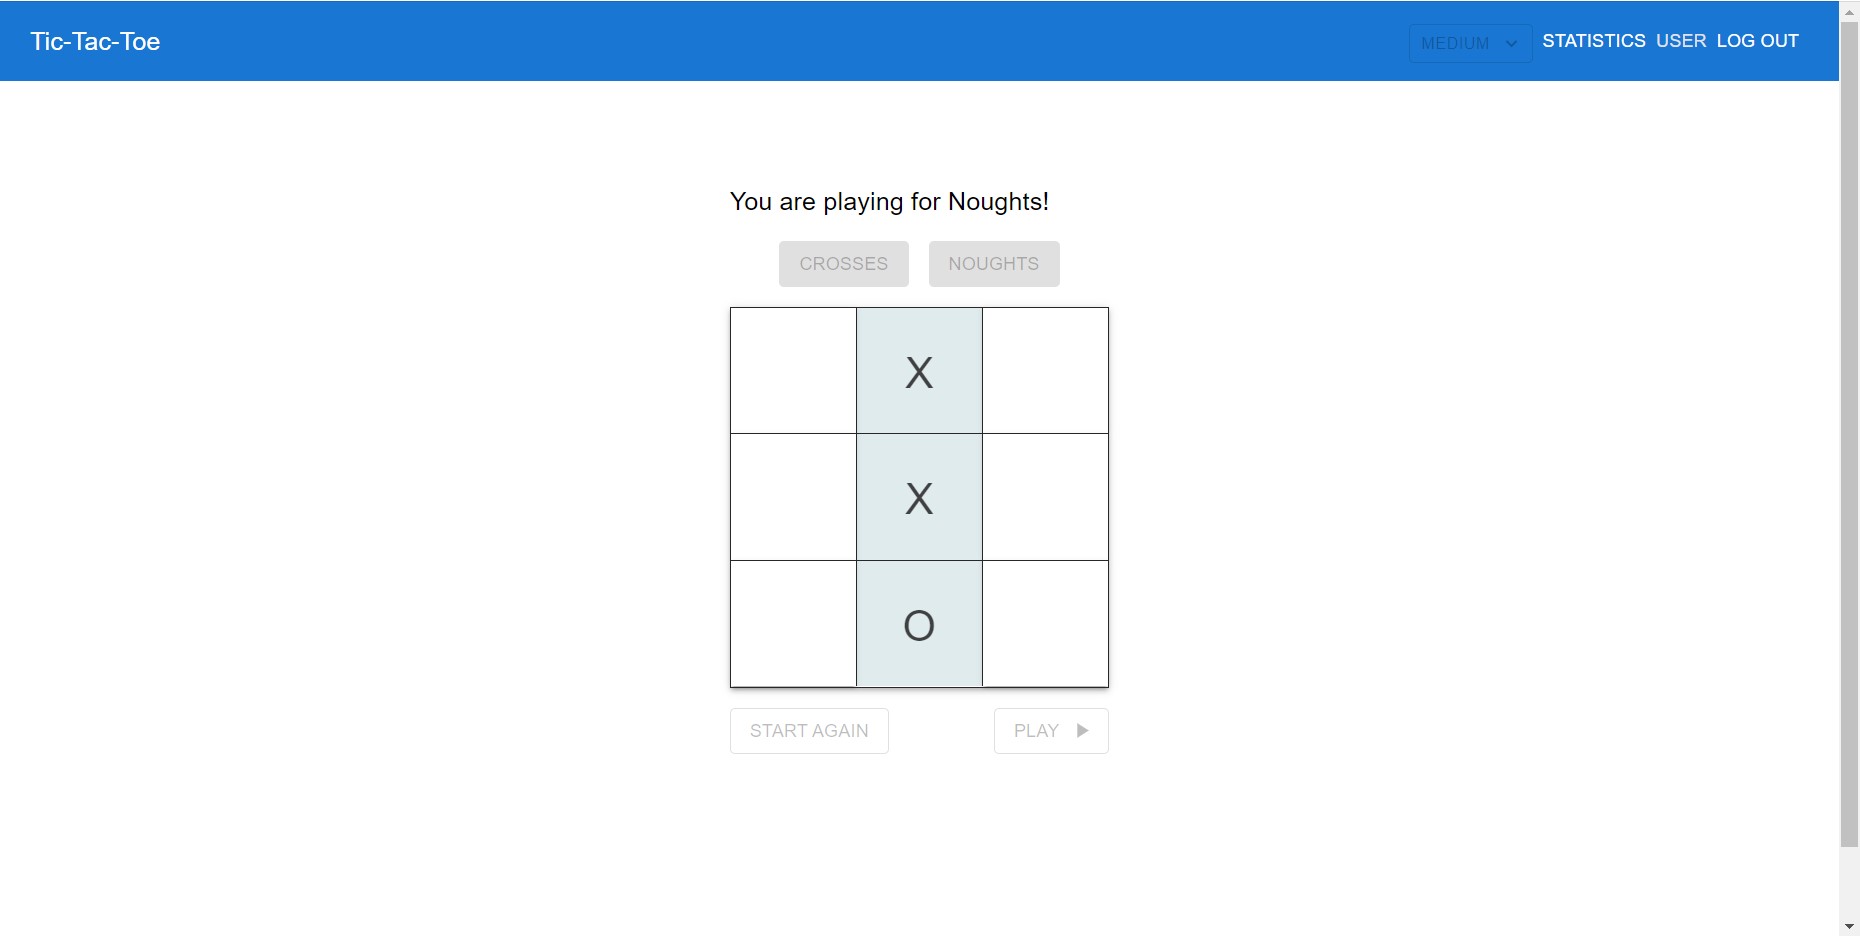 Tic-Tac-Toe MEDIUM STATISTICS USER LOG OUT
You are playing for Noughts!
CROSSES NOUGHTS
X
X
O
START AGAIN PLAY